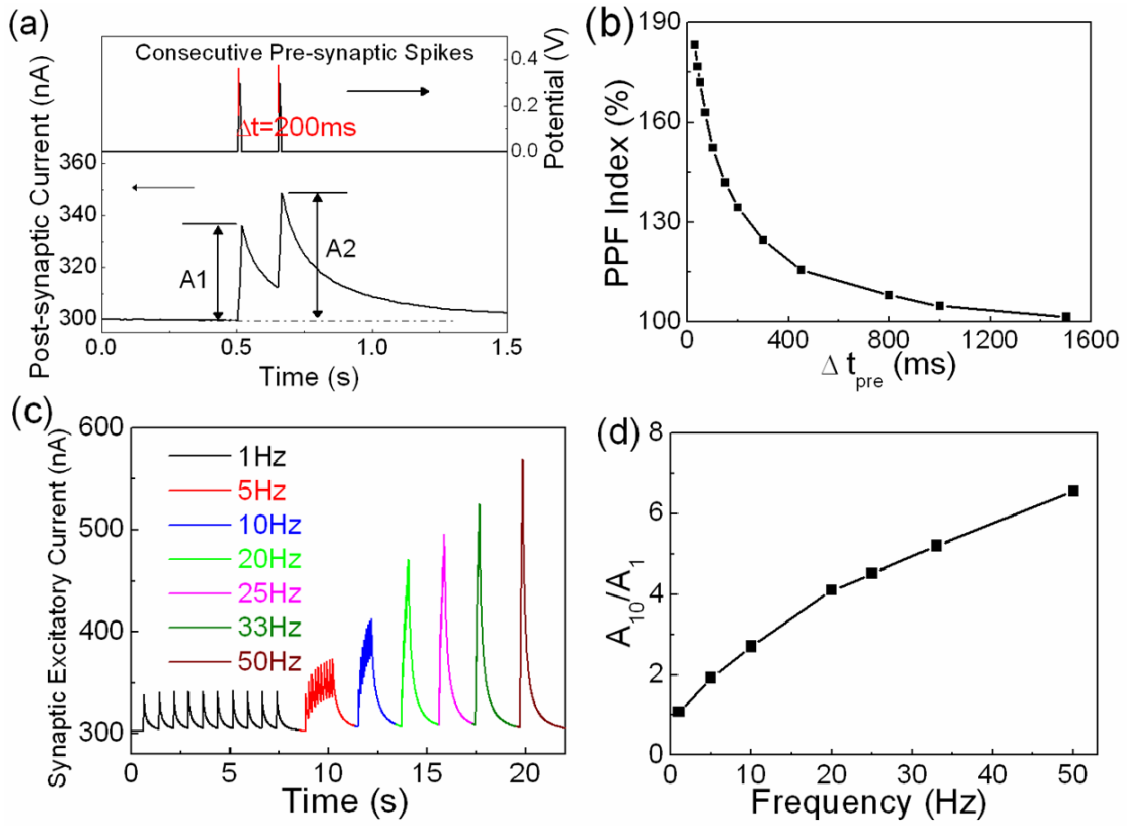 (a)
Consecutive Pre-synaptic Spikes
Δt=200ms
0.4
0.2
0.0
Potential (V)
Post-synaptic Current (nA)
360
340
320
300
A1
A2
0.0
0.5
1.0
1.5
Time (s)
(b)
PPF Index (%)
190
160
130
100
0
400
800
1200
1600
Δ tpre (ms)
(c)
Synaptic Excitatory Current (nA)
600
500
400
300
1Hz
5Hz
10Hz
20Hz
25Hz
33Hz
50Hz
0
5
10
15
20
Time (s)
(d)
A10/A1
8
6
4
2
0
0
10
20
30
40
50
Frequency (Hz)